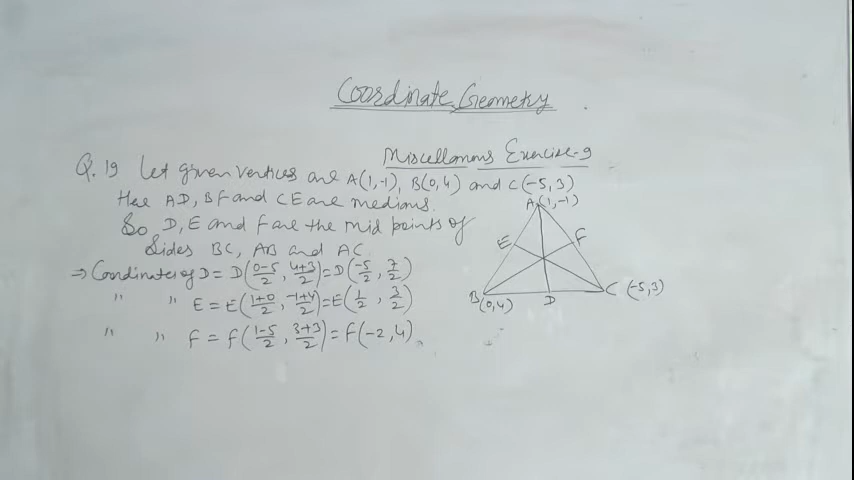 Coordinate Geometry
Miscellanous Exercise-9
Q.19 Let given vertices are A(1,-1), B(0,4) and C(-5,3)
Here AD, BF and CE are medians.
So D, E and F are the mid points of
Sides BC, AB and AC
⇒ Coordinates of D = D(0-5/2, 4+3/2) = D(-5/2, 7/2)
" " E = E(1+0/2, -1+4/2) = E(1/2, 3/2)
" " F = f(1-5/2, 3+3/2) = F(-2,4)
A(1,-1)
E
F
B(0,4)
D
C (-5,3)